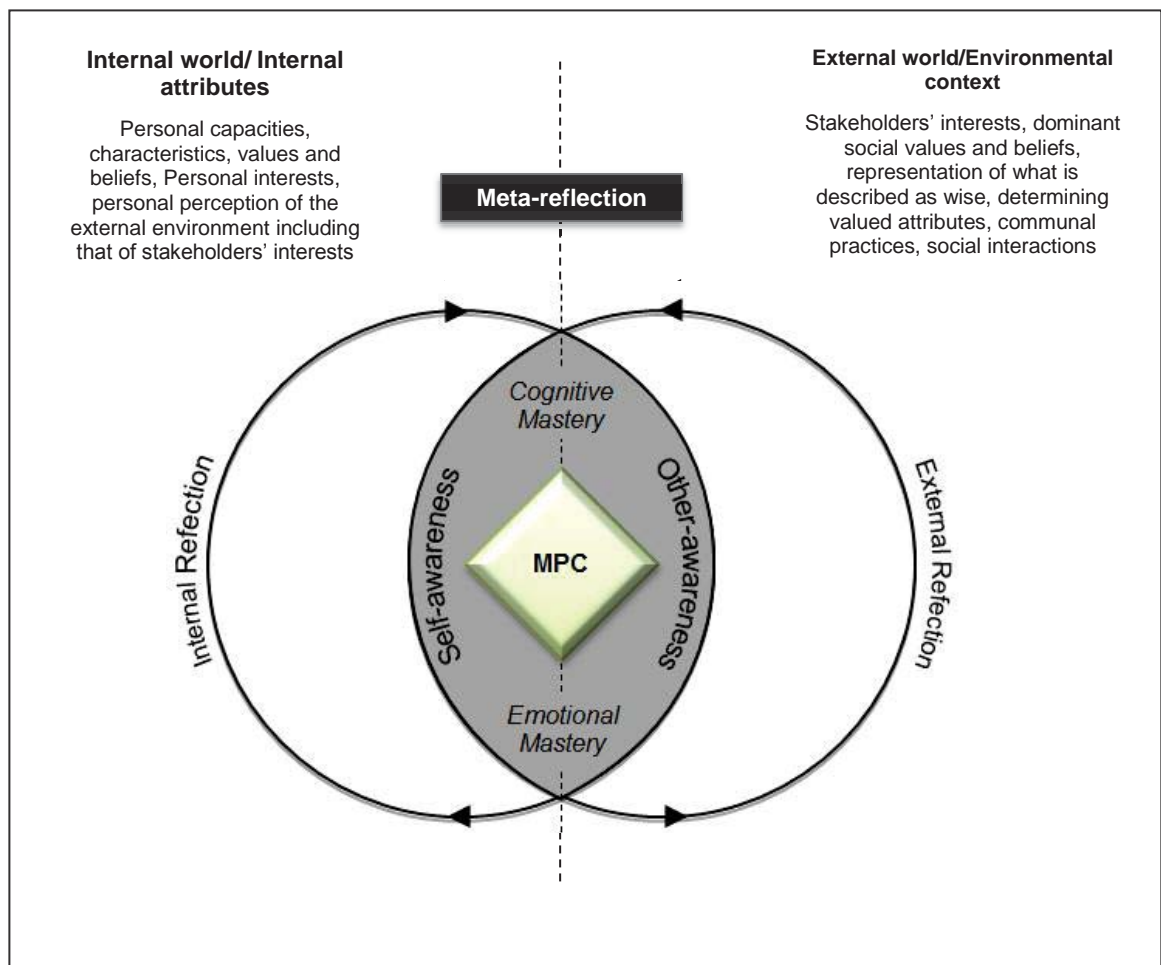 Internal world/ Internal
attributes
Personal capacities,
characteristics, values and
beliefs, Personal interests,
personal perception of the
external environment including
that of stakeholders’ interests
Meta-reflection
External world/Environmental
context
Stakeholders’ interests, dominant
social values and beliefs,
representation of what is
described as wise, determining
valued attributes, communal
practices, social interactions
Cognitive
Mastery
Internal Refection
Self-awareness
MPC
Other-awareness
External Refection
Emotional
Mastery